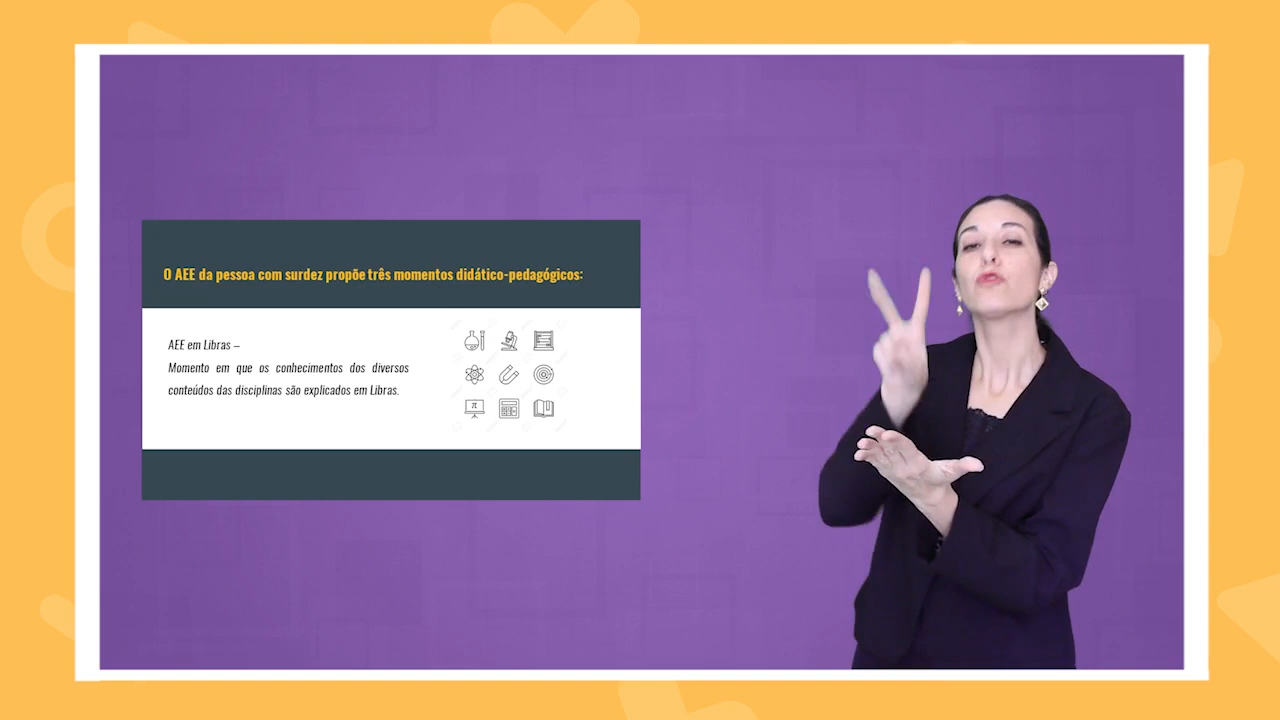 O AEE da pessoa com surdez propõe três momentos didático-pedagógicos:
AEE em Libras –
Momento em que os conhecimentos dos diversos
conteúdos das disciplinas são explicados em Libras.
π